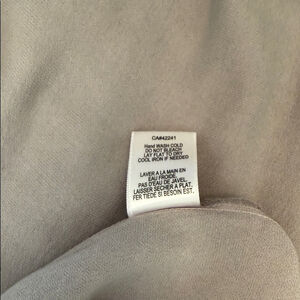 CA#42241
Hand WASH COLD
DO NOT BLEACH
LAY FLAT TO DRY
COOL IRON IF NEEDED
LAVER A LA MAIN EN
EAU FROIDE.
PAS D'EAU DE JAVEL.
LAISSER SECHER A PLAT.
FER TIEDE SI BESOIN EST.